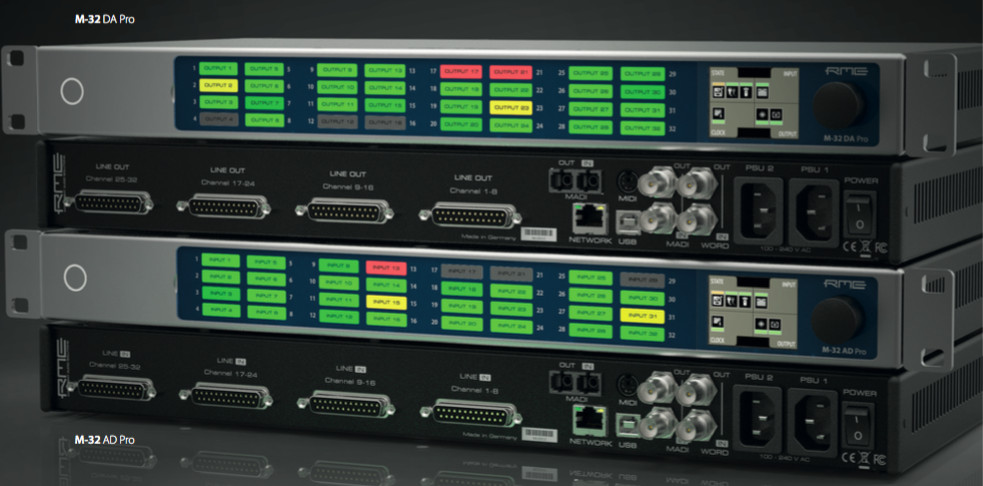 M-32 DA Pro
1 OUTPUT 1 OUTPUT 5 5 9 OUTPUT 9 OUTPUT 13 13 17 OUTPUT 17 OUTPUT 21 21 25 OUTPUT 25 OUTPUT 29 29
2 OUTPUT 2 OUTPUT 6 6 10 OUTPUT 10 OUTPUT 14 14 18 OUTPUT 18 OUTPUT 22 22 26 OUTPUT 26 OUTPUT 30 30
3 OUTPUT 3 OUTPUT 7 7 11 OUTPUT 11 OUTPUT 15 15 19 OUTPUT 19 OUTPUT 23 23 27 OUTPUT 27 OUTPUT 31 31
4 OUTPUT 4 OUTPUT 8 8 12 OUTPUT 12 OUTPUT 16 16 20 OUTPUT 20 OUTPUT 24 24 28 OUTPUT 28 OUTPUT 32 32
STATE INPUT
CLOCK OUTPUT
RME
M-32 DA Pro
RME
LINE OUT
Channel 25-32
LINE OUT
Channel 17-24
LINE OUT
Channel 9-16
LINE OUT
Channel 1-8
Made in Germany
OUT IN
MADI
NETWORK
MIDI
USB
OUT OUT
MADI WORD IN
PSU 2 PSU 1
100 - 240 V AC
POWER
I
O
CE
1 INPUT 1 INPUT 5 5 9 INPUT 9 INPUT 13 13 17 INPUT 17 INPUT 21 21 25 INPUT 25 INPUT 29 29
2 INPUT 2 INPUT 6 6 10 INPUT 10 INPUT 14 14 18 INPUT 18 INPUT 22 22 26 INPUT 26 INPUT 30 30
3 INPUT 3 INPUT 7 7 11 INPUT 11 INPUT 15 15 19 INPUT 19 INPUT 23 23 27 INPUT 27 INPUT 31 31
4 INPUT 4 INPUT 8 8 12 INPUT 12 INPUT 16 16 20 INPUT 20 INPUT 24 24 28 INPUT 28 INPUT 32 32
STATE INPUT
CLOCK OUTPUT
RME
M-32 AD Pro
RME
LINE IN
Channel 25-32
LINE IN
Channel 17-24
LINE IN
Channel 9-16
LINE IN
Channel 1-8
Made in Germany
OUT IN
MADI
NETWORK
MIDI
USB
OUT OUT
MADI WORD IN
PSU 2 PSU 1
100 - 240 V AC
POWER
I
O
CE
M-32 AD Pro